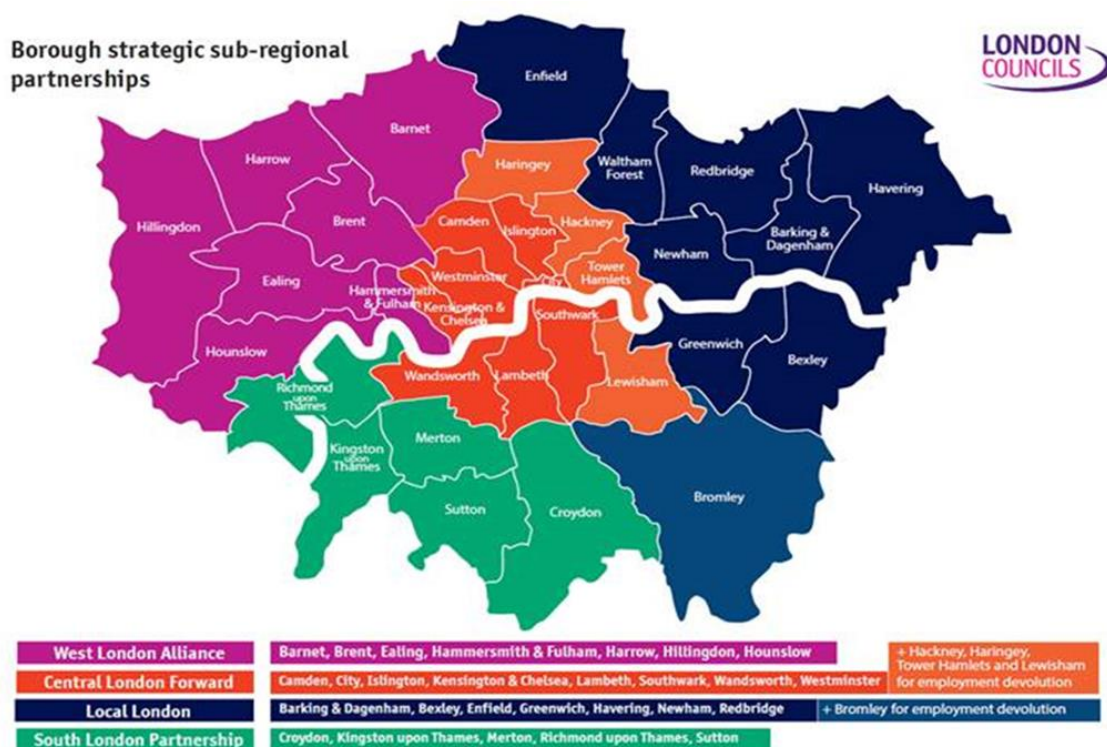 Borough strategic sub-regional
partnerships
LONDON
COUNCILS
Enfield
Barnet
Harrow
Haringey
Waltham
Forest
Redbridge
Havering
Hillingdon
Brent
Camden
Islington
Hackney
Barking &
Dagenham
Newham
Ealing
Westminster
Tower
Hamlets
City
Hammersmith
& Fulham
Kensington &
Chelsea
Southwark
Hounslow
Greenwich
Bexley
Wandsworth
Lambeth
Lewisham
Richmond
upon
Thames
Merton
Kingston
upon
Thames
Bromley
Sutton
Croydon
West London Alliance
Barnet, Brent, Ealing, Hammersmith & Fulham, Harrow, Hillingdon, Hounslow
+ Hackney, Haringey,
Tower Hamlets and Lewisham
for employment devolution
Central London Forward
Camden, City, Islington, Kensington & Chelsea, Lambeth, Southwark, Wandsworth, Westminster
Local London
Barking & Dagenham, Bexley, Enfield, Greenwich, Havering, Newham, Redbridge
+ Bromley for employment devolution
South London Partnership
Croydon, Kingston upon Thames, Merton, Richmond upon Thames, Sutton